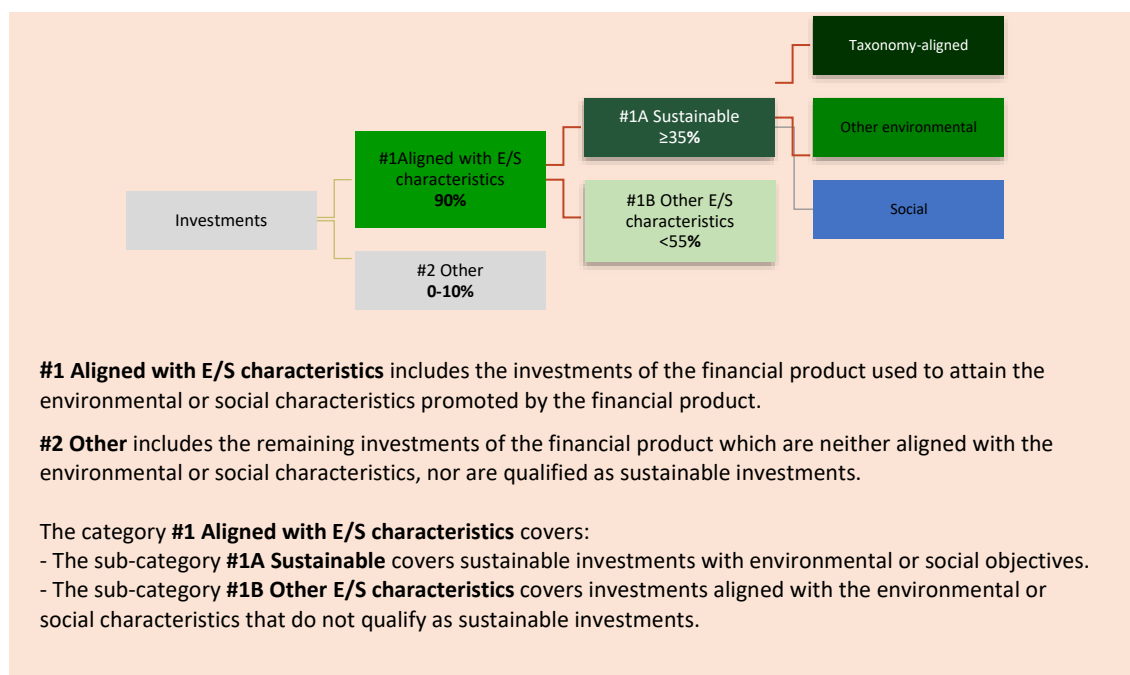 Taxonomy-aligned
#1A Sustainable
≥35%
Other environmental
#1Aligned with E/S
characteristics
90%
#1B Other E/S
characteristics
<55%
Investments
Social
#2 Other
0-10%
#1 Aligned with E/S characteristics includes the investments of the financial product used to attain the
environmental or social characteristics promoted by the financial product.
#2 Other includes the remaining investments of the financial product which are neither aligned with the
environmental or social characteristics, nor are qualified as sustainable investments.
The category #1 Aligned with E/S characteristics covers:
- The sub-category #1A Sustainable covers sustainable investments with environmental or social objectives.
- The sub-category #1B Other E/S characteristics covers investments aligned with the environmental or
social characteristics that do not qualify as sustainable investments.